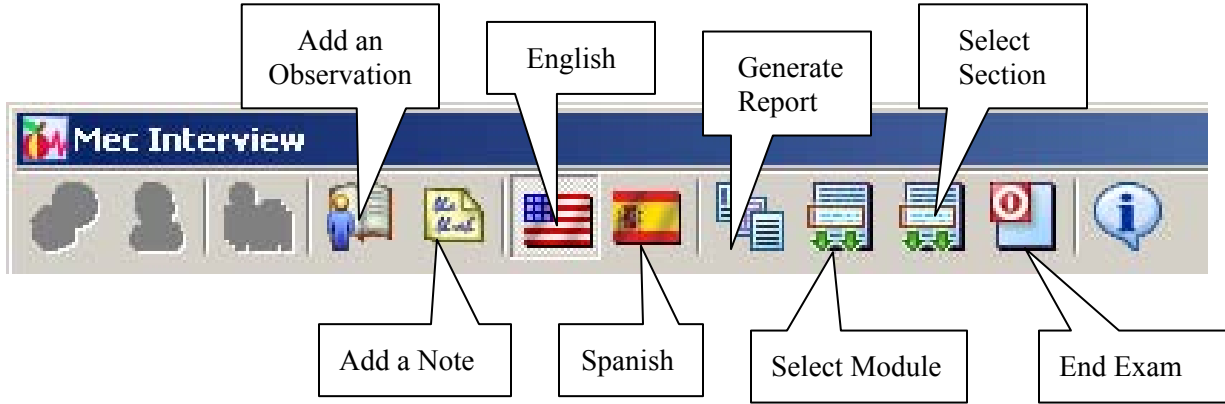 Add an
Observation
English
Generate
Report
Select
Section
Mec Interview
Add a Note
Spanish
Select Module
End Exam